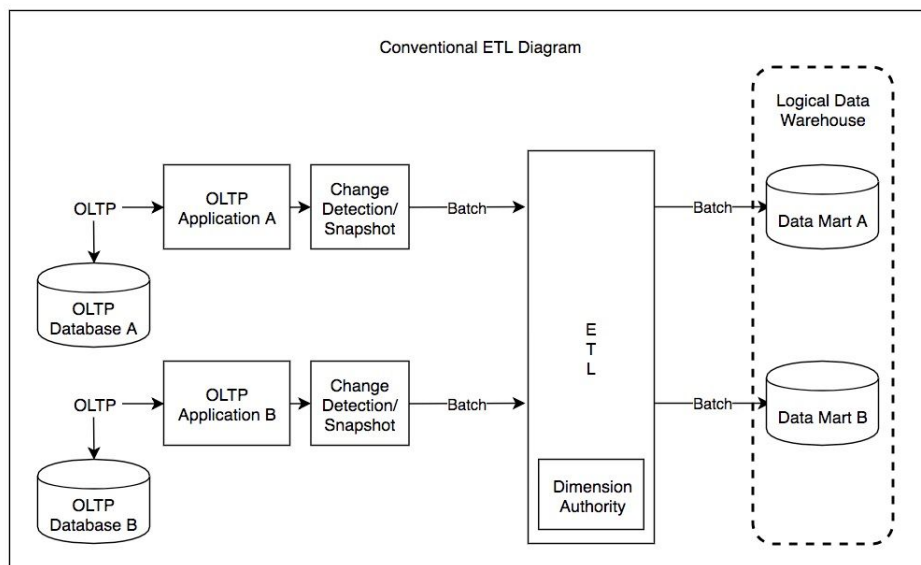 Conventional ETL Diagram
Logical Data
Warehouse
OLTP
OLTP
Application A
Change
Detection/
Snapshot
Batch
Batch
Data Mart A
OLTP
Database A
E
T
L
OLTP
OLTP
Application B
Change
Detection/
Snapshot
Batch
Batch
Data Mart B
OLTP
Database B
Dimension
Authority